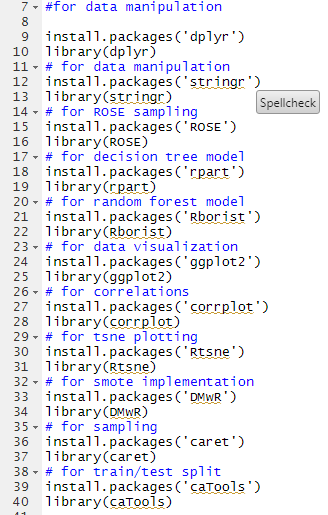 7 #for data manipulation
8
9 install.packages('dplyr')
10 library(dplyr)
11 # for data manipulation
12 install.packages('stringr')
13 library(stringr)
Spellcheck
14 # for ROSE sampling
15 install.packages('ROSE')
16 library(ROSE)
17 # for decision tree model
18 install.packages('rpart')
19 library(rpart)
20 # for random forest model
21 install.packages('Rborist')
22 library(Rborist)
23 # for data visualization
24 install.packages('ggplot2')
25 library(ggplot2)
26 # for correlations
27 install.packages('corrplot')
28 library(corrplot)
29 # for tsne plotting
30 install.packages('Rtsne')
31 library(Rtsne)
32 # for smote implementation
33 install.packages('DMwR')
34 library(DMwR)
35 # for sampling
36 install.packages('caret')
37 library(caret)
38 # for train/test split
39 install.packages('caTools')
40 library(caTools)